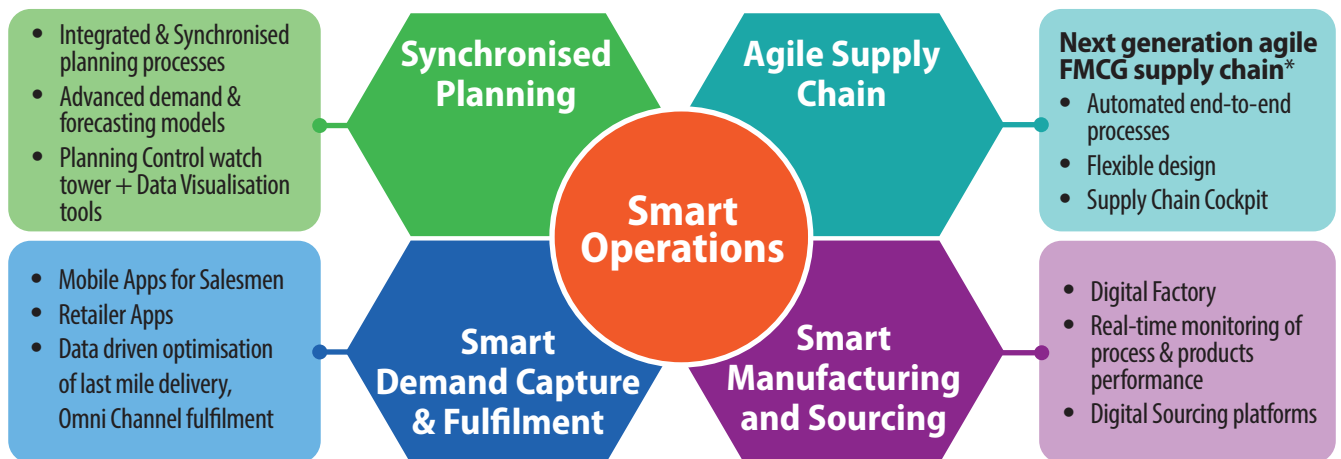 • Integrated & Synchronised
planning processes
• Advanced demand &
forecasting models
• Planning Control watch
tower + Data Visualisation
tools
Synchronised
Planning
Agile Supply
Chain
Next generation agile
FMCG supply chain*
• Automated end-to-end
processes
• Flexible design
• Supply Chain Cockpit
Smart
Operations
• Mobile Apps for Salesmen
• Retailer Apps
• Data driven optimisation
of last mile delivery,
Omni Channel fulfilment
Smart
Demand Capture
& Fulfilment
Smart
Manufacturing
and Sourcing
• Digital Factory
• Real-time monitoring of
process & products
performance
• Digital Sourcing platforms